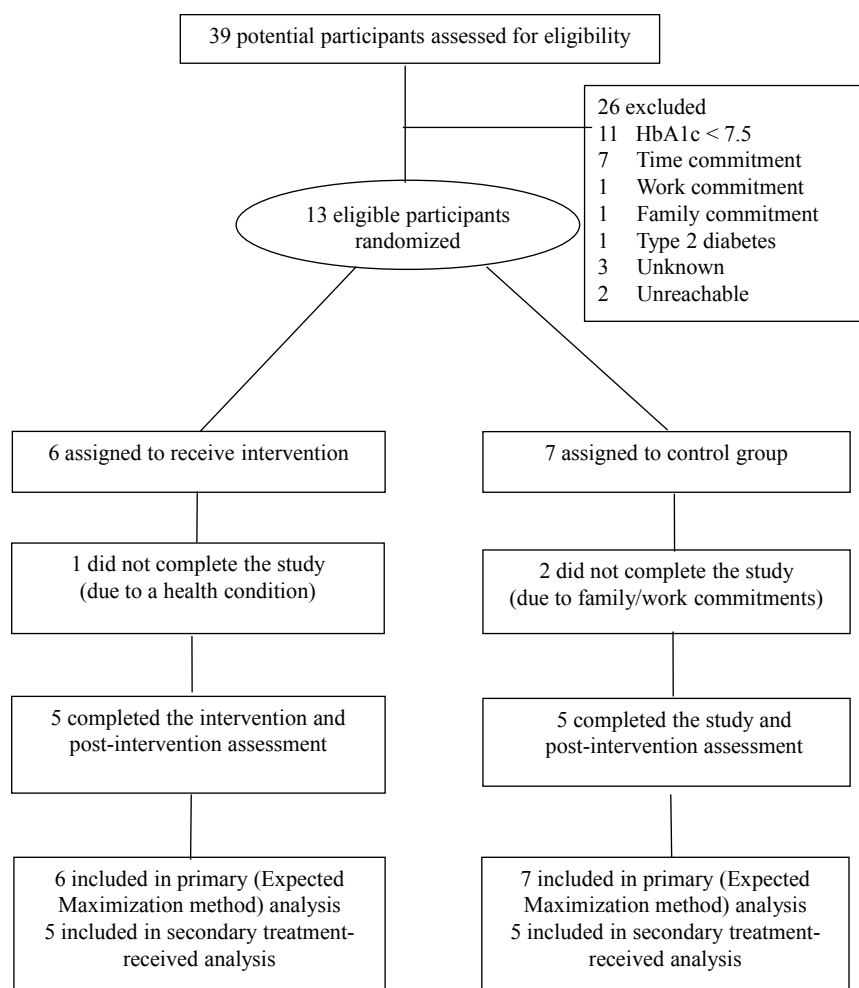 39 potential participants assessed for eligibility
26 excluded
11 HbA1c < 7.5
7 Time commitment
1 Work commitment
1 Family commitment
1 Type 2 diabetes
3 Unknown
2 Unreachable
13 eligible participants
randomized
6 assigned to receive intervention
7 assigned to control group
1 did not complete the study
(due to a health condition)
2 did not complete the study
(due to family/work commitments)
5 completed the intervention and
post-intervention assessment
5 completed the study and
post-intervention assessment
6 included in primary (Expected
Maximization method) analysis
5 included in secondary treatment-
received analysis
7 included in primary (Expected
Maximization method) analysis
5 included in secondary treatment-
received analysis